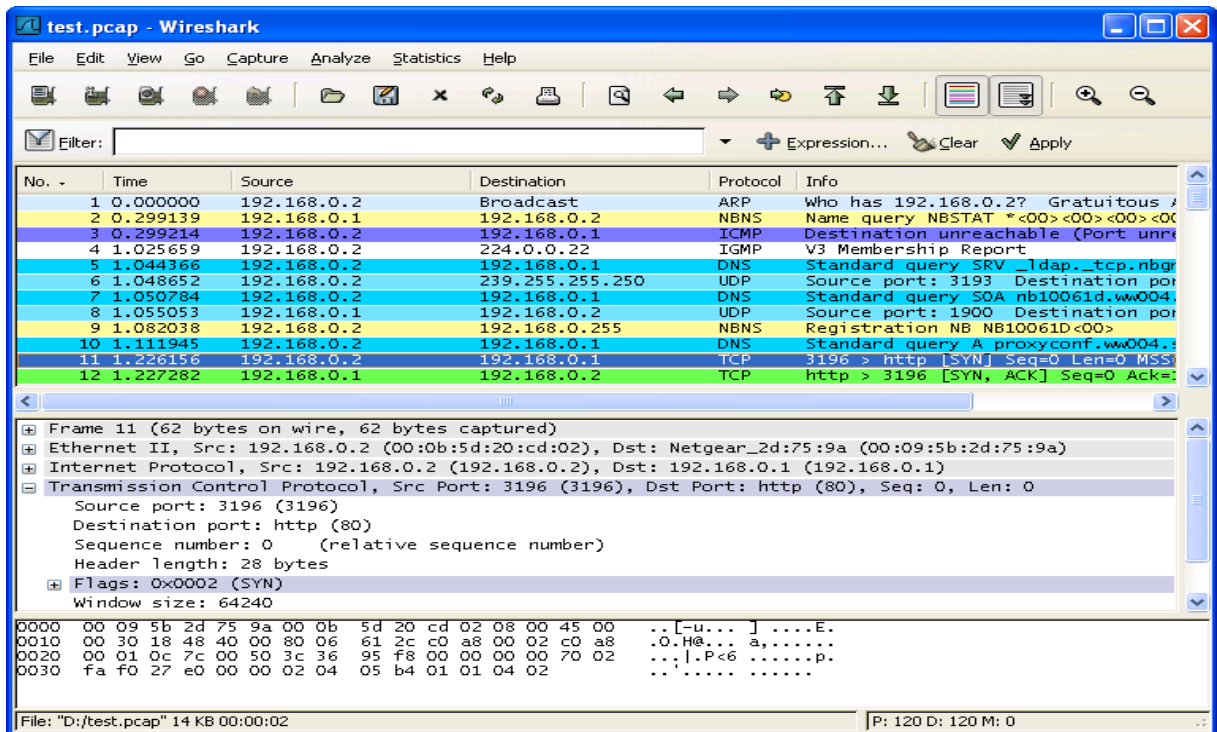 test.pcap - Wireshark
File Edit View Go Capture Analyze Statistics Help
Filter: Expression... Clear Apply
No. - Time Source Destination Protocol Info
1 0.000000 192.168.0.2 Broadcast ARP Who has 192.168.0.2? Gratuitous
2 0.299139 192.168.0.1 192.168.0.2 NBNS Name query NBSTAT *<00><00><00><00
3 0.299214 192.168.0.2 192.168.0.1 ICMP Destination unreachable (Port unre
4 1.025659 192.168.0.2 224.0.0.22 IGMP V3 Membership Report
5 1.044366 192.168.0.2 192.168.0.1 DNS Standard query SRV _ldap._tcp.nbgr
6 1.048652 192.168.0.2 239.255.255.250 UDP Source port: 3193 Destination por
7 1.050784 192.168.0.2 192.168.0.1 DNS Standard query SOA nb10061d.ww004.
8 1.055053 192.168.0.1 192.168.0.2 UDP Source port: 1900 Destination por
9 1.082038 192.168.0.2 192.168.0.255 NBNS Registration NB NB10061D<00>
10 1.111945 192.168.0.2 192.168.0.1 DNS Standard query A proxyconf.ww004.s
11 1.226156 192.168.0.2 192.168.0.1 TCP 3196 > http [SYN] Seq=0 Len=0 MSS
12 1.227282 192.168.0.1 192.168.0.2 TCP http > 3196 [SYN, ACK] Seq=0 Ack=
Frame 11 (62 bytes on wire, 62 bytes captured)
Ethernet II, Src: 192.168.0.2 (00:0b:5d:20:cd:02), Dst: Netgear_2d:75:9a (00:09:5b:2d:75:9a)
Internet Protocol, Src: 192.168.0.2 (192.168.0.2), Dst: 192.168.0.1 (192.168.0.1)
Transmission Control Protocol, Src Port: 3196 (3196), Dst Port: http (80), Seq: 0, Len: 0
Source port: 3196 (3196)
Destination port: http (80)
Sequence number: 0 (relative sequence number)
Header length: 28 bytes
Flags: 0x0002 (SYN)
Window size: 64240
0000 00 09 5b 2d 75 9a 00 0b 5d 20 cd 02 08 00 45 00 ..[-u... ] ....E.
0010 00 30 18 48 40 00 80 06 61 2c c0 a8 00 02 c0 a8 .0.H@... a,......
0020 00 01 0c 7c 00 50 3c 36 95 f8 00 00 00 00 70 02 ...|.P<6 ......p.
0030 fa f0 27 e0 00 00 02 04 05 b4 01 01 04 02 ..'..... ......
File: "D:/test.pcap" 14 KB 00:00:02 P: 120 D: 120 M: 0